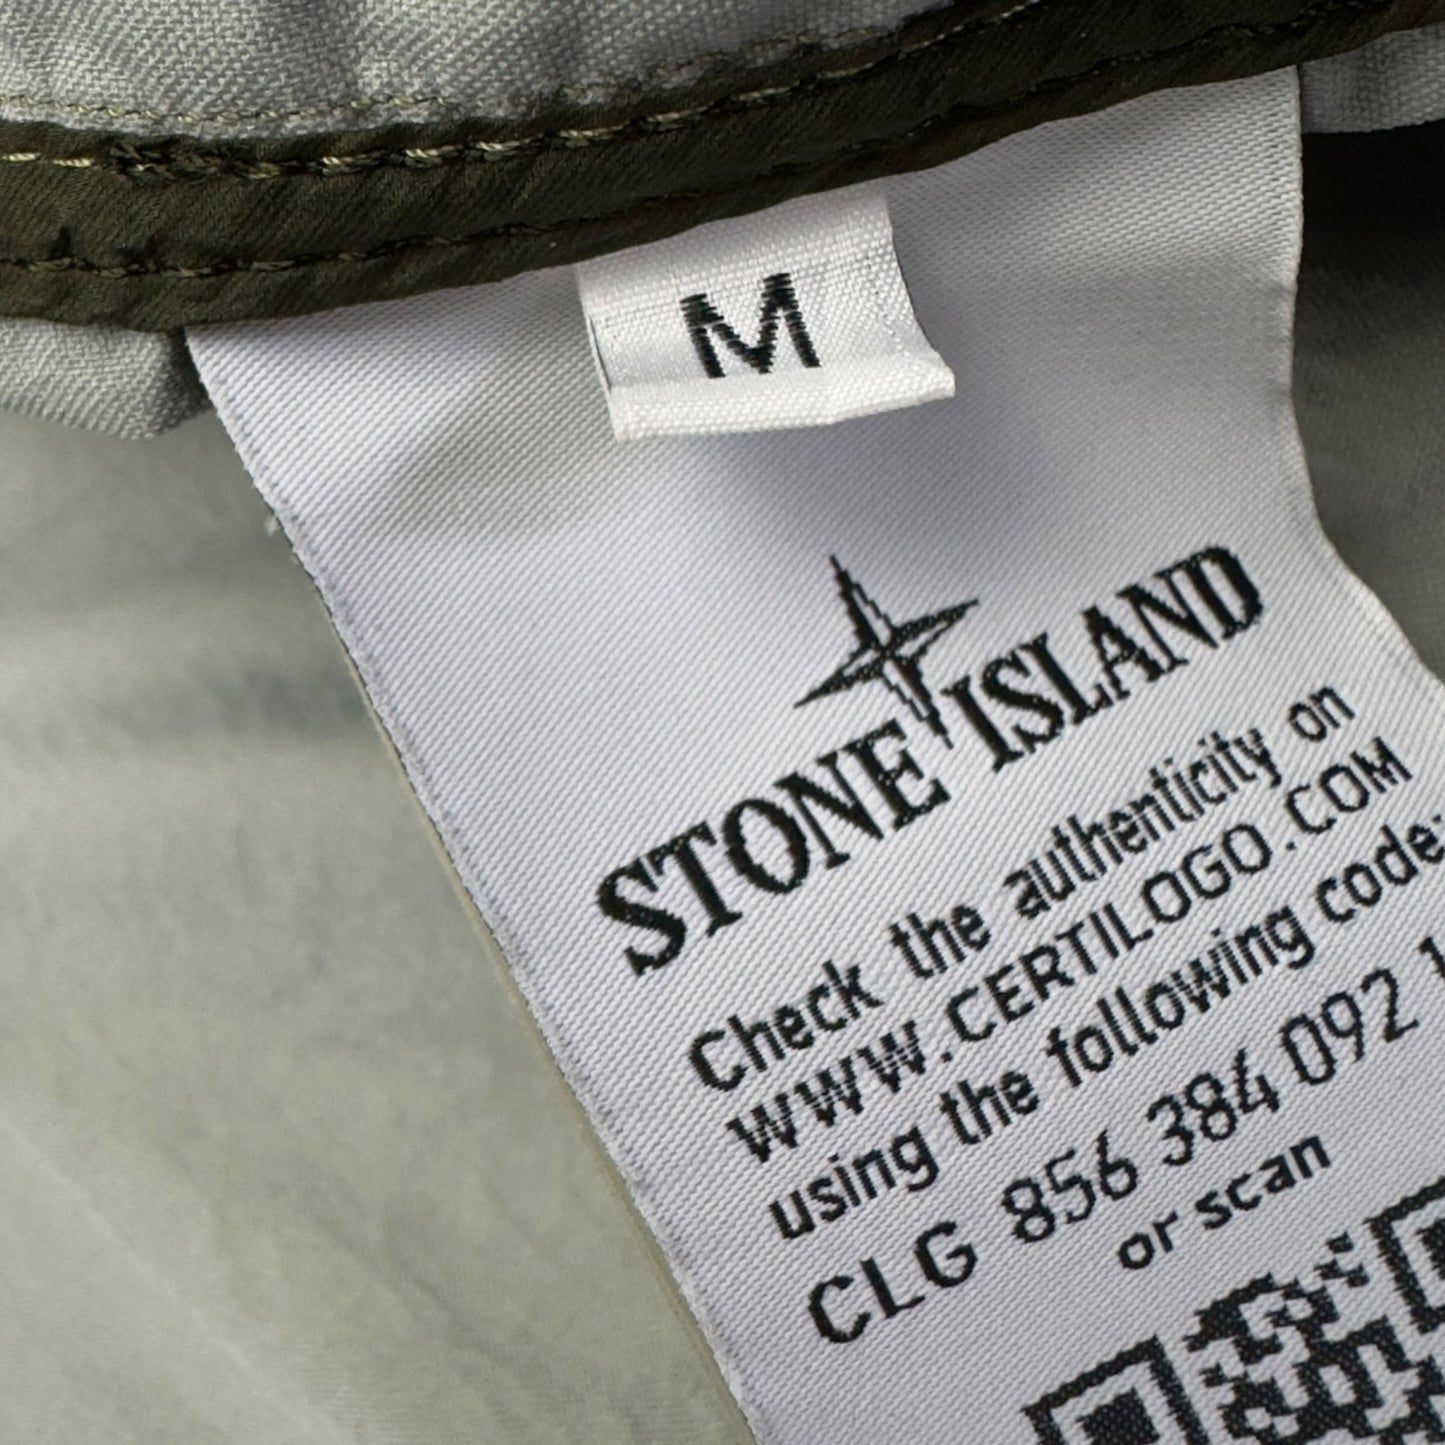 M
STONE ISLAND
Check the authenticity on
WWW.CERTILOGO.COM
using the following code:
CLG 856 384 092 1
or scan